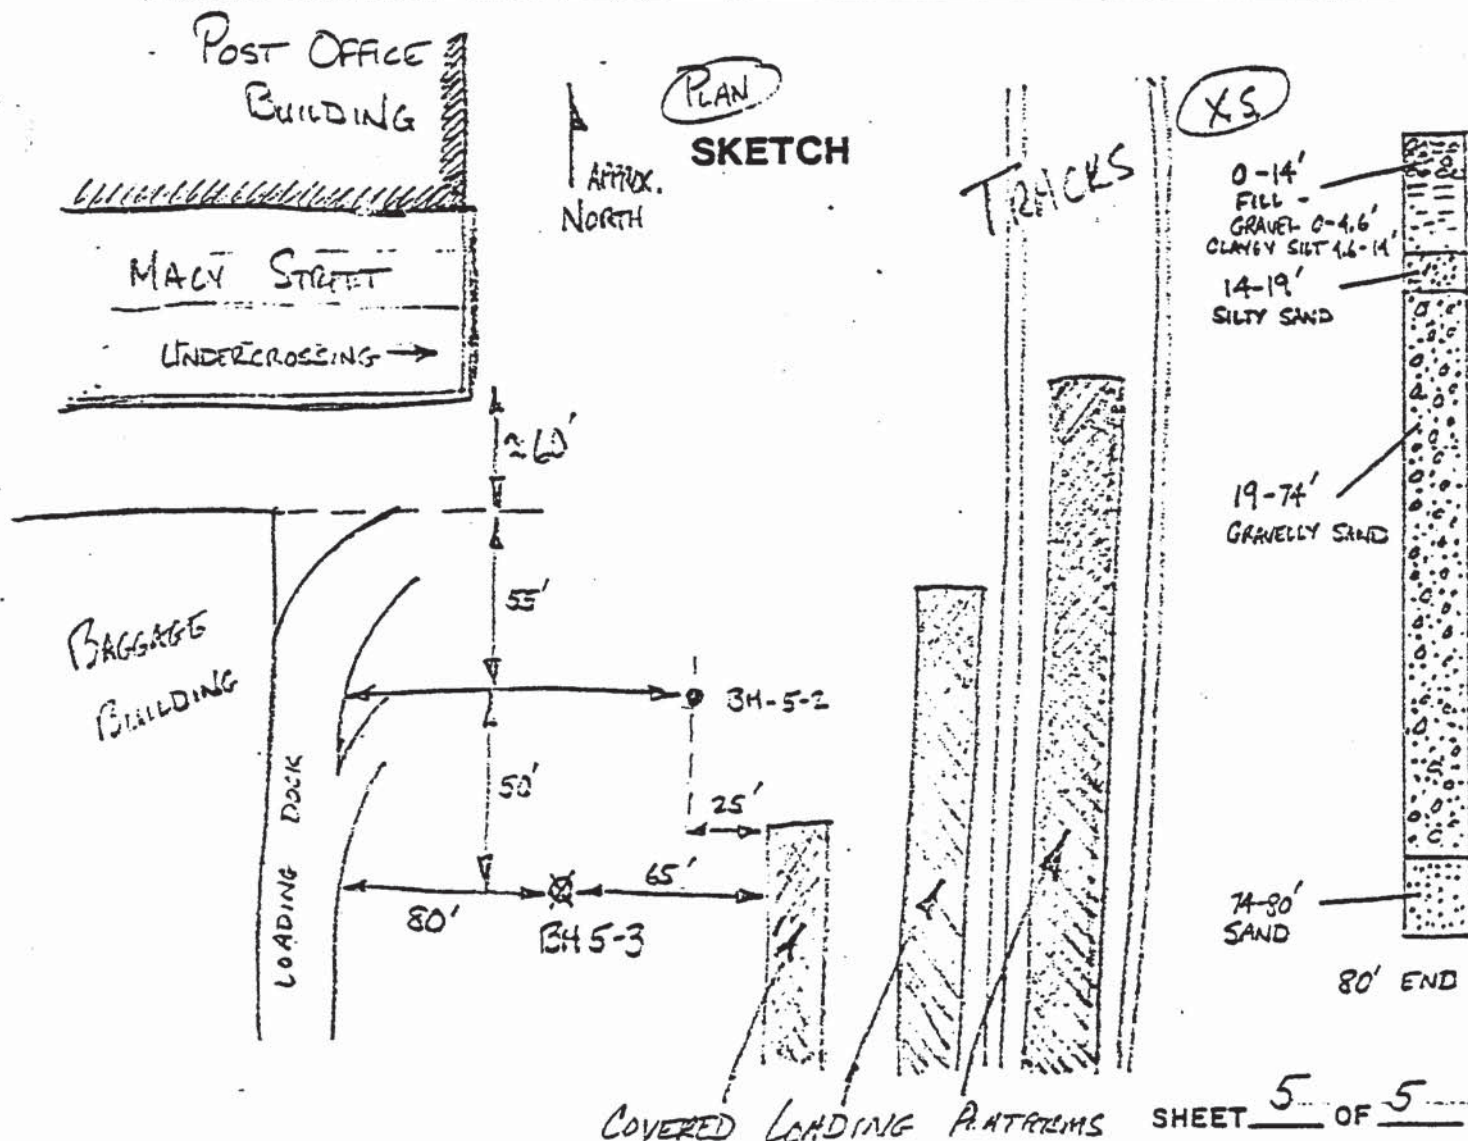 POST OFFICE
BUILDING
PLAN
SKETCH
APPROX.
NORTH
TRACKS
X.S.
0-14'
FILL -
GRAVEL 0-4.6'
CLAYEY SILT 4.6-14'
14-19'
SILTY SAND
19-74'
GRAVELLY SAND
74-80'
SAND
80' END
MACY STREET
UNDERCROSSING
≈60'
55'
BAGGAGE
BUILDING
BH-5-2
50'
25'
LOADING DOCK
65'
80'
BH 5-3
COVERED LOADING PLATFORMS
SHEET 5 OF 5